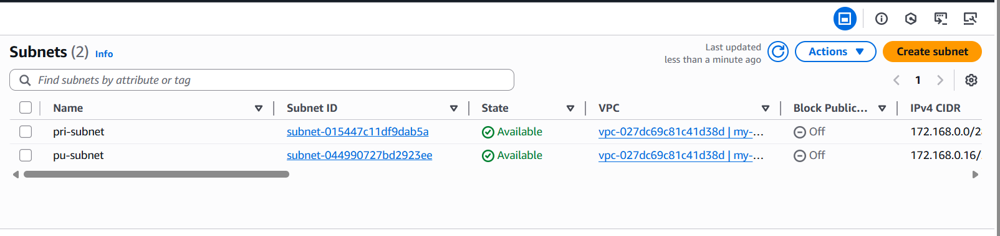 Subnets (2) Info
Last updated
less than a minute ago
Actions
Create subnet
Find subnets by attribute or tag
1
Name Subnet ID State VPC Block Public... IPv4 CIDR
pri-subnet subnet-015447c11df9dab5a Available vpc-027dc69c81c41d38d | my-... Off 172.168.0.0/2
pu-subnet subnet-044990727bd2923ee Available vpc-027dc69c81c41d38d | my-... Off 172.168.0.16/